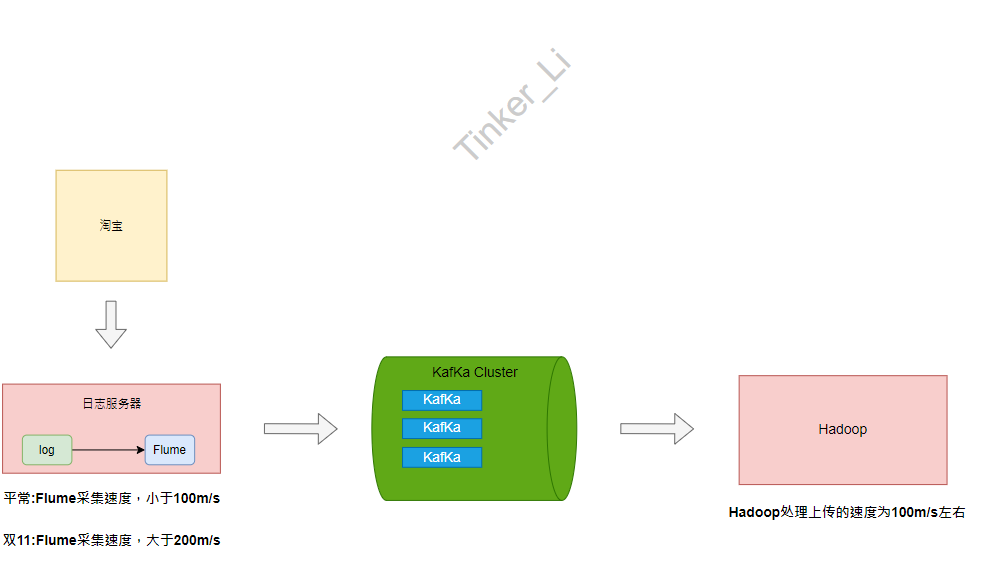 Tinker_Li
淘宝
日志服务器
log
Flume
平常:Flume采集速度，小于100m/s
双11:Flume采集速度，大于200m/s
KafKa Cluster
KafKa
KafKa
KafKa
Hadoop
Hadoop处理上传的速度为100m/s左右